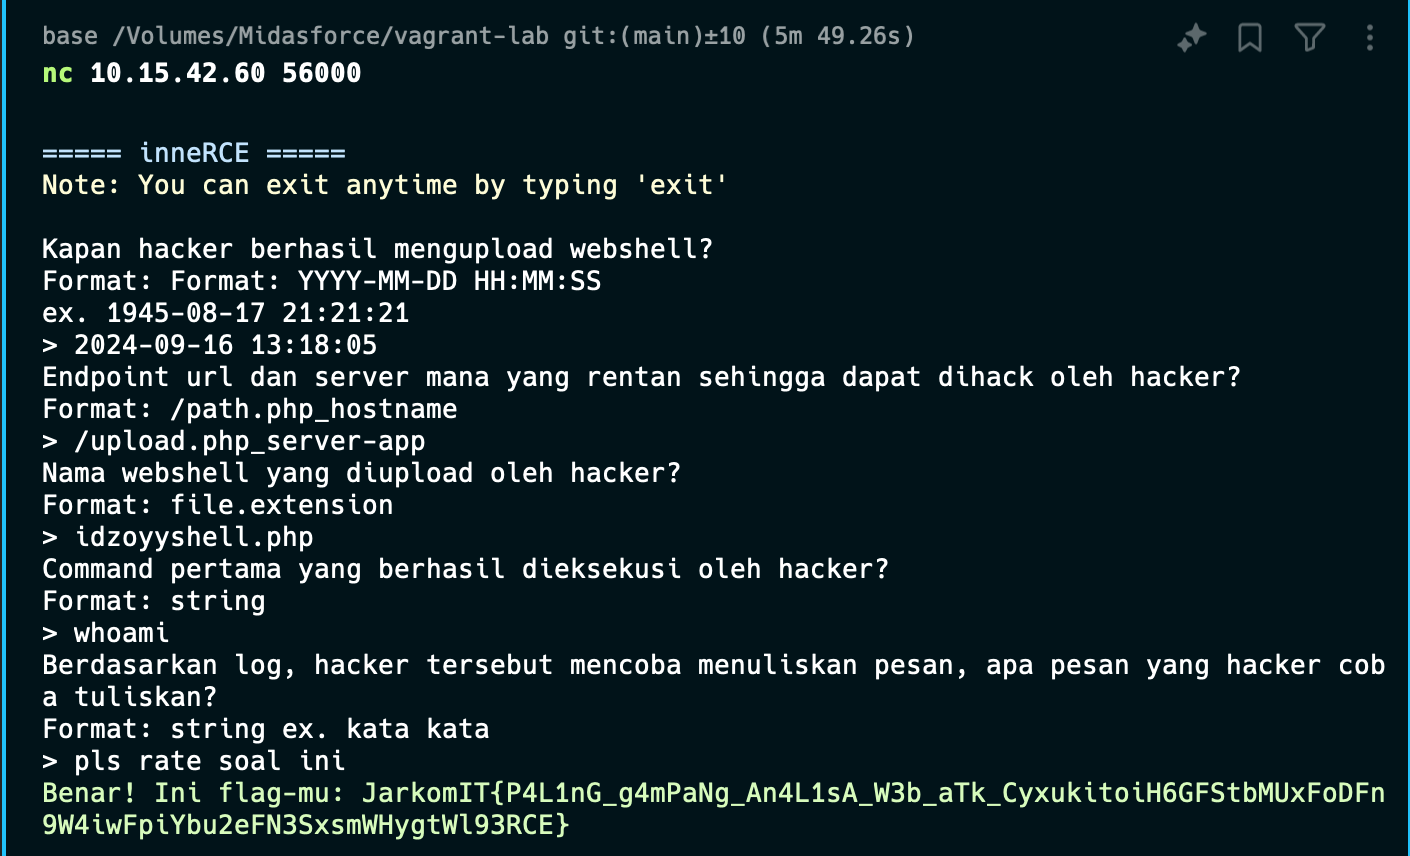 base /Volumes/Midasforce/vagrant-lab git:(main)±10 (5m 49.26s)
nc 10.15.42.60 56000
===== inneRCE =====
Note: You can exit anytime by typing 'exit'
Kapan hacker berhasil mengupload webshell?
Format: Format: YYYY-MM-DD HH:MM:SS
ex. 1945-08-17 21:21:21
> 2024-09-16 13:18:05
Endpoint url dan server mana yang rentan sehingga dapat dihack oleh hacker?
Format: /path.php_hostname
> /upload.php_server-app
Nama webshell yang diupload oleh hacker?
Format: file.extension
> idzoyyshell.php
Command pertama yang berhasil dieksekusi oleh hacker?
Format: string
> whoami
Berdasarkan log, hacker tersebut mencoba menuliskan pesan, apa pesan yang hacker cob
a tuliskan?
Format: string ex. kata kata
> pls rate soal ini
Benar! Ini flag-mu: JarkomIT{P4L1nG_g4mPaNg_An4L1sA_W3b_aTk_CyxukitoiH6GFStbMUxFoDFn
9W4iwFpiYbu2eFN3SxsmWHygtWl93RCE}